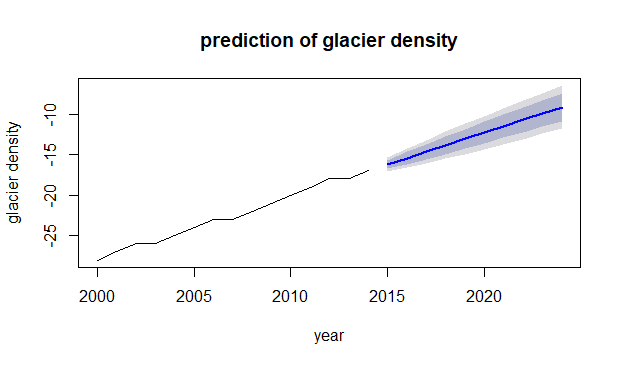 prediction of glacier density
glacier density
-10
-15
-20
-25
2000 2005 2010 2015 2020
year